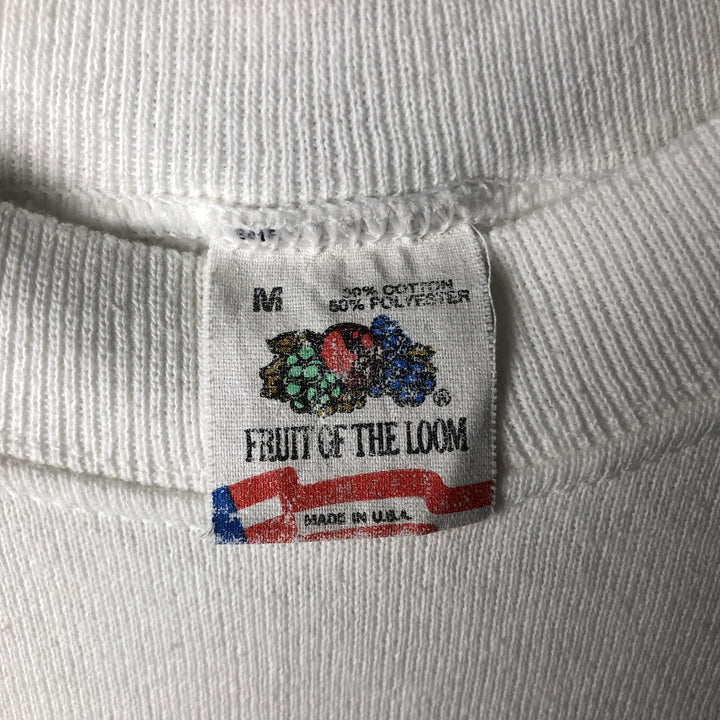 M
50% COTTON
50% POLYESTER
®
FRUIT OF THE LOOM
MADE IN U.S.A.